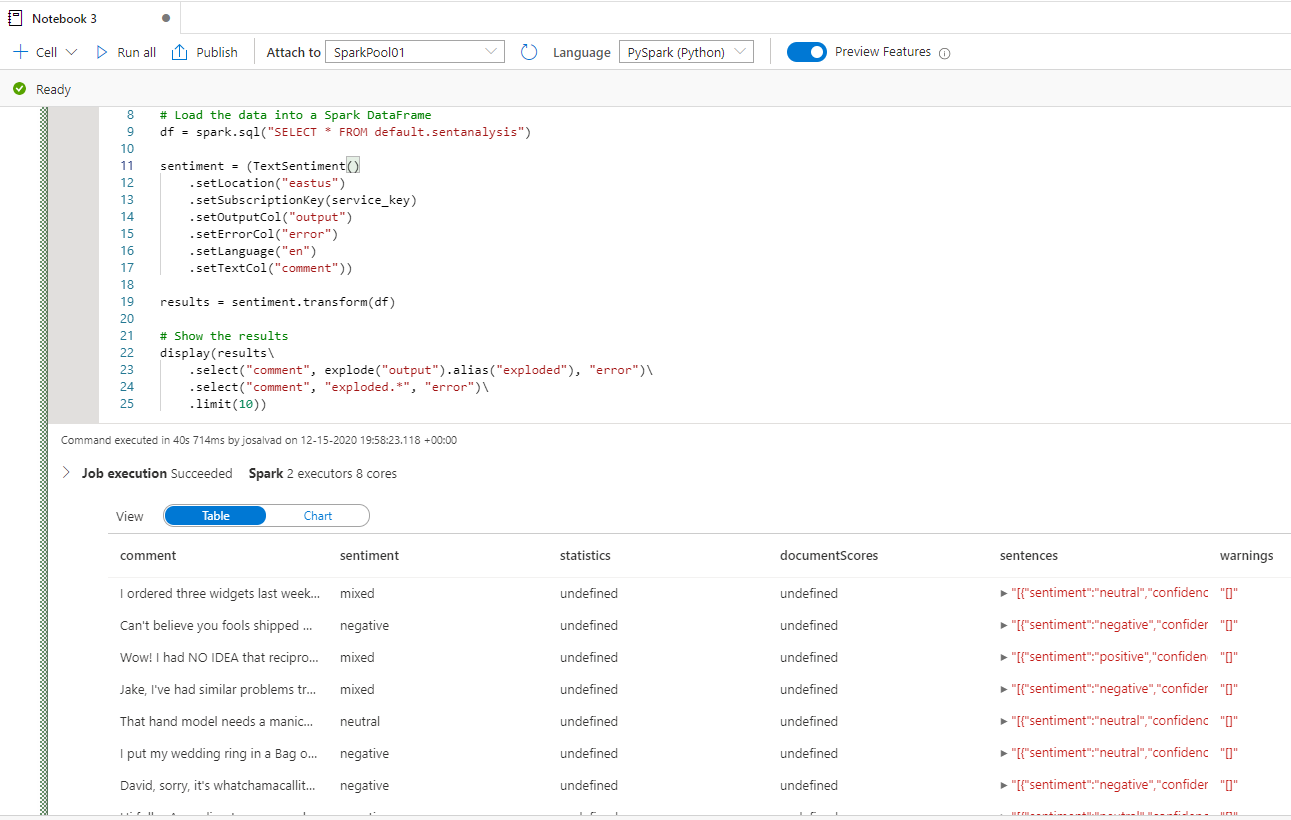 Notebook 3
Cell Run all Publish Attach to SparkPool01 Language PySpark (Python) Preview Features
Ready
8 # Load the data into a Spark DataFrame
9 df = spark.sql("SELECT * FROM default.sentanalysis")
10
11 sentiment = (TextSentiment()
12 .setLocation("eastus")
13 .setSubscriptionKey(service_key)
14 .setOutputCol("output")
15 .setErrorCol("error")
16 .setLanguage("en")
17 .setTextCol("comment"))
18
19 results = sentiment.transform(df)
20
21 # Show the results
22 display(results\
23 .select("comment", explode("output").alias("exploded"), "error")\
24 .select("comment", "exploded.*", "error")\
25 .limit(10))
Command executed in 40s 714ms by josalvad on 12-15-2020 19:58:23.118 +00:00
Job execution Succeeded Spark 2 executors 8 cores
View Table Chart
comment sentiment statistics documentScores sentences warnings
I ordered three widgets last week... mixed undefined undefined "[{"sentiment":"neutral","confidenc "[]"
Can't believe you fools shipped ... negative undefined undefined "[{"sentiment":"negative","confider "[]"
Wow! I had NO IDEA that recipro... mixed undefined undefined "[{"sentiment":"positive","confiden "[]"
Jake, I've had similar problems tr... mixed undefined undefined "[{"sentiment":"negative","confider "[]"
That hand model needs a manic... neutral undefined undefined "[{"sentiment":"neutral","confidenc "[]"
I put my wedding ring in a Bag o... negative undefined undefined "[{"sentiment":"neutral","confidenc "[]"
David, sorry, it's whatchamacallit... negative undefined undefined "[{"sentiment":"negative","confider "[]"